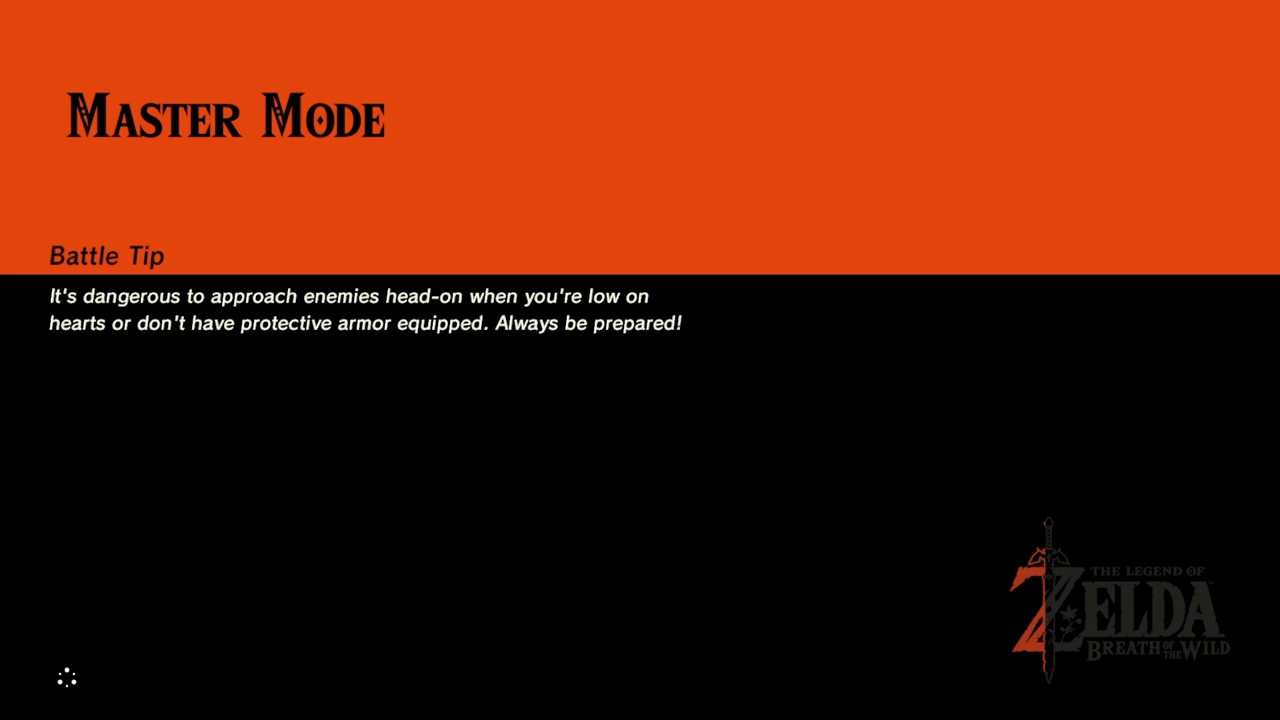 Master Mode
Battle Tip
It's dangerous to approach enemies head-on when you're low on
hearts or don't have protective armor equipped. Always be prepared!
THE LEGEND OF
ZELDA
BREATH OF THE WILD